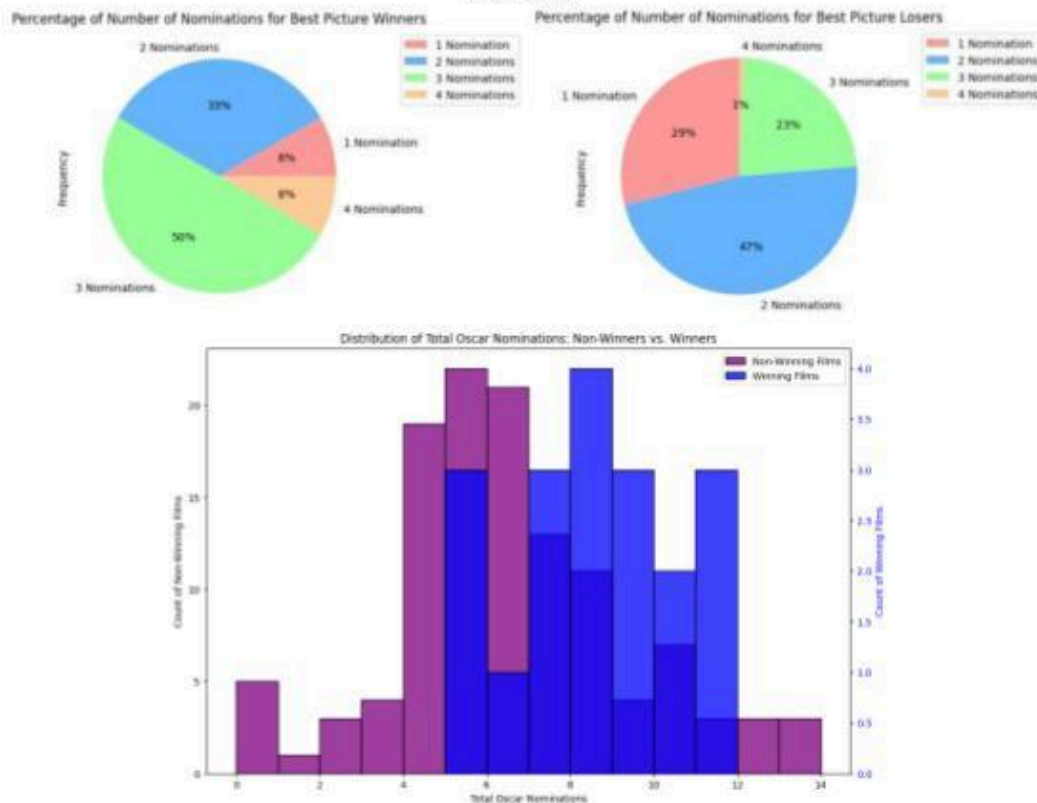 Percentage of Number of Nominations for Best Picture Winners
2 Nominations
1 Nomination
2 Nominations
3 Nominations
4 Nominations
33%
1 Nomination
8%
8%
4 Nominations
50%
3 Nominations
Frequency
Percentage of Number of Nominations for Best Picture Losers
4 Nominations
1 Nomination
2 Nominations
3 Nominations
4 Nominations
3 Nominations
1 Nomination
1%
23%
29%
47%
2 Nominations
Frequency
Distribution of Total Oscar Nominations: Non-Winners vs. Winners
Non-Winning Films
Winning Films
Count of Non-Winning Films
20
15
10
5
0
4.0
3.5
3.0
2.5
2.0
1.5
1.0
0.5
0.0
Count of Winning Films
0 2 4 6 8 10 12 14
Total Oscar Nominations